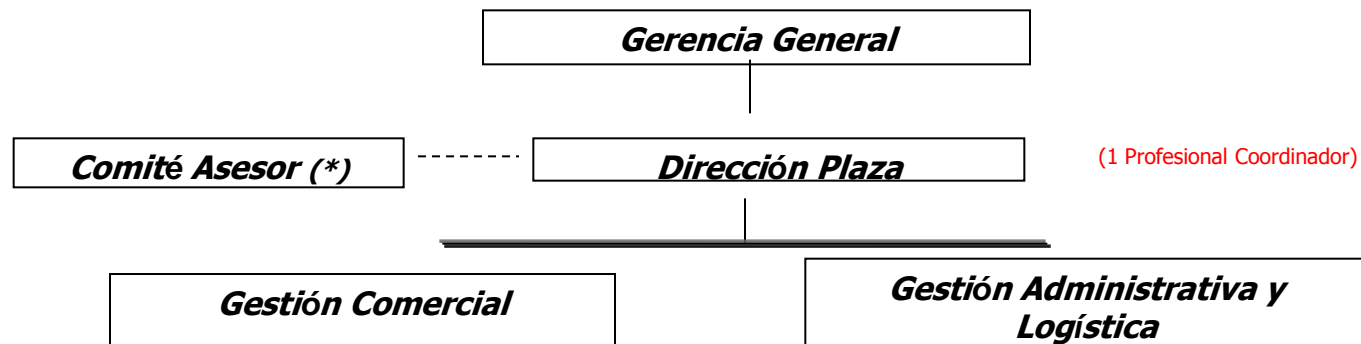 Gerencia General
Comité Asesor (*)
Dirección Plaza
(1 Profesional Coordinador)
Gestión Comercial
Gestión Administrativa y
Logística